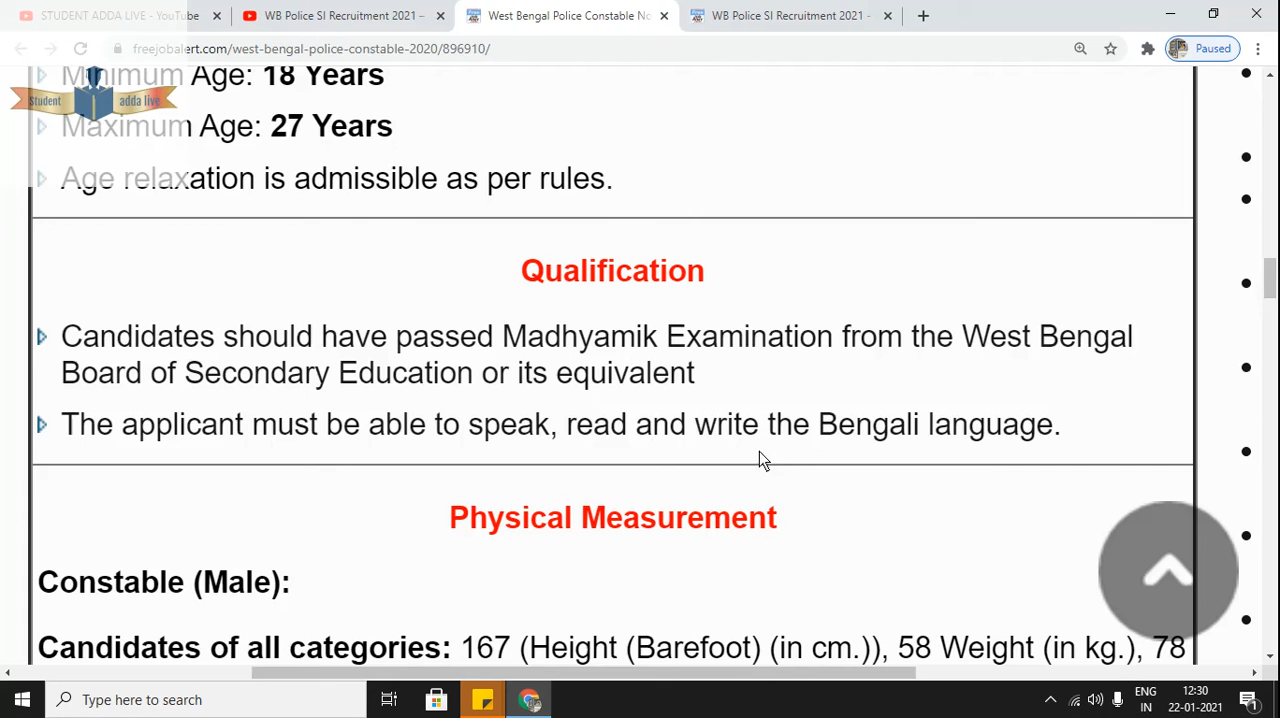 STUDENT ADDA LIVE - YouTube
WB Police SI Recruitment 2021 –
West Bengal Police Constable No
WB Police SI Recruitment 2021 -
freejobalert.com/west-bengal-police-constable-2020/896910/
Paused
Minimum Age: 18 Years
Student adda live
Maximum Age: 27 Years
Age relaxation is admissible as per rules.
Qualification
Candidates should have passed Madhyamik Examination from the West Bengal
Board of Secondary Education or its equivalent
The applicant must be able to speak, read and write the Bengali language.
Physical Measurement
Constable (Male):
Candidates of all categories: 167 (Height (Barefoot) (in cm.)), 58 Weight (in kg.), 78
Type here to search
ENG
IN
12:30
22-01-2021
1